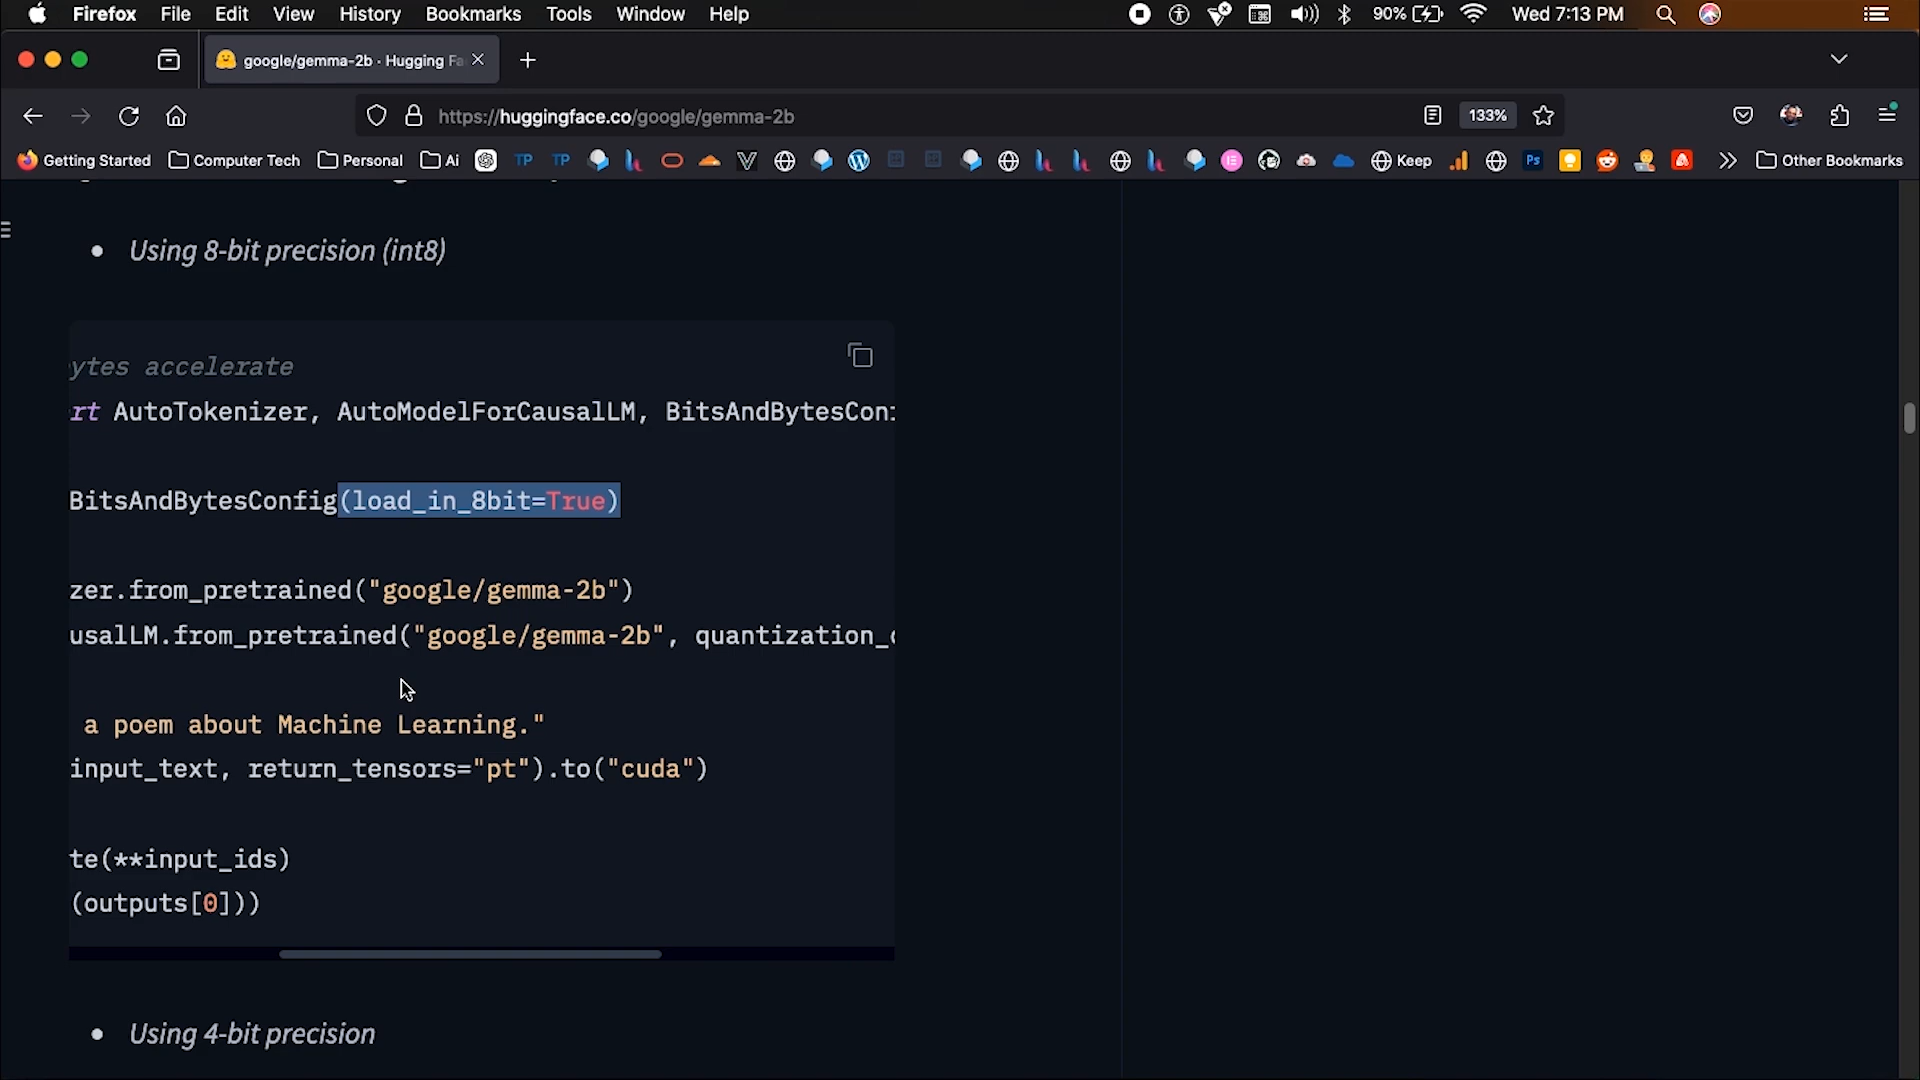 Firefox File Edit View History Bookmarks Tools Window Help 90% Wed 7:13 PM
google/gemma-2b · Hugging Fa
https://huggingface.co/google/gemma-2b 133%
Getting Started Computer Tech Personal Ai TP TP Keep Ps Other Bookmarks
Using 8-bit precision (int8)
ytes accelerate
rt AutoTokenizer, AutoModelForCausalLM, BitsAndBytesCon
BitsAndBytesConfig(load_in_8bit=True)
zer.from_pretrained("google/gemma-2b")
usalLM.from_pretrained("google/gemma-2b", quantization_
a poem about Machine Learning."
input_text, return_tensors="pt").to("cuda")
te(**input_ids)
(outputs[0]))
Using 4-bit precision